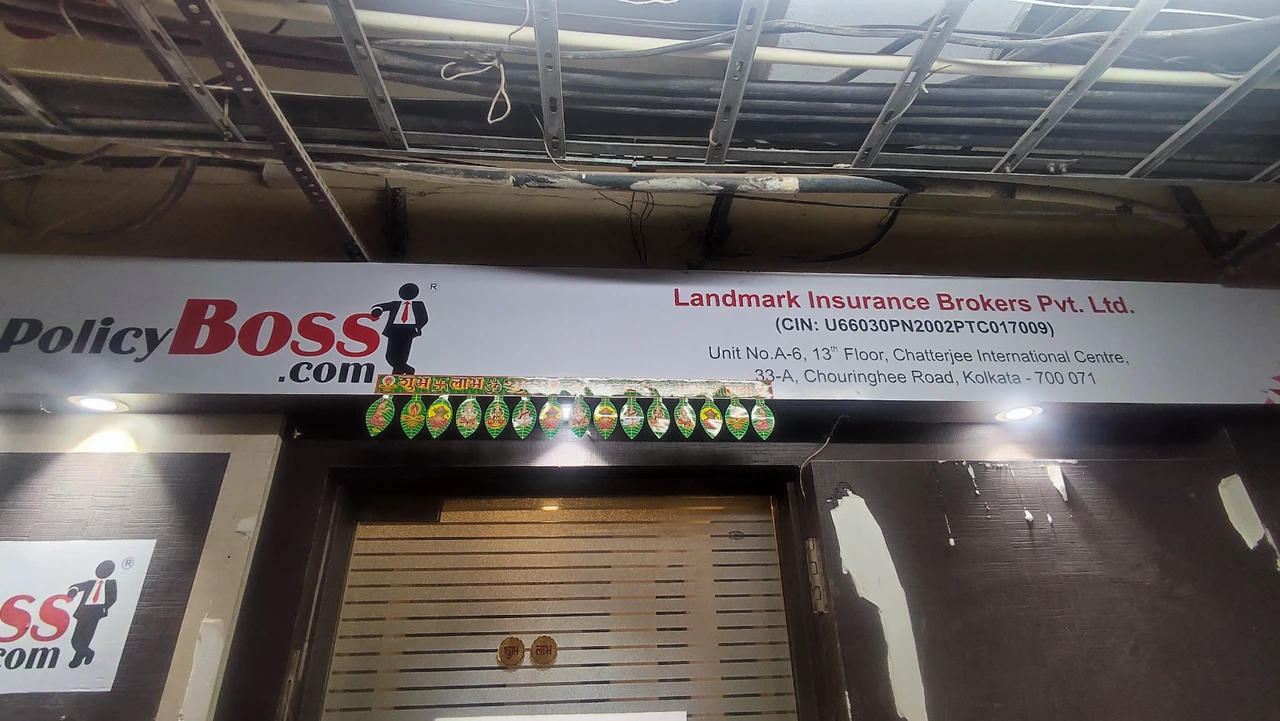 PolicyBoss®
.com
Landmark Insurance Brokers Pvt. Ltd.
(CIN: U66030PN2002PTC017009)
Unit No.A-6, 13th Floor, Chatterjee International Centre,
33-A, Chouringhee Road, Kolkata - 700 071
शुभ 卐 लाभ ॐ
oss®
com
शुभ लाभ